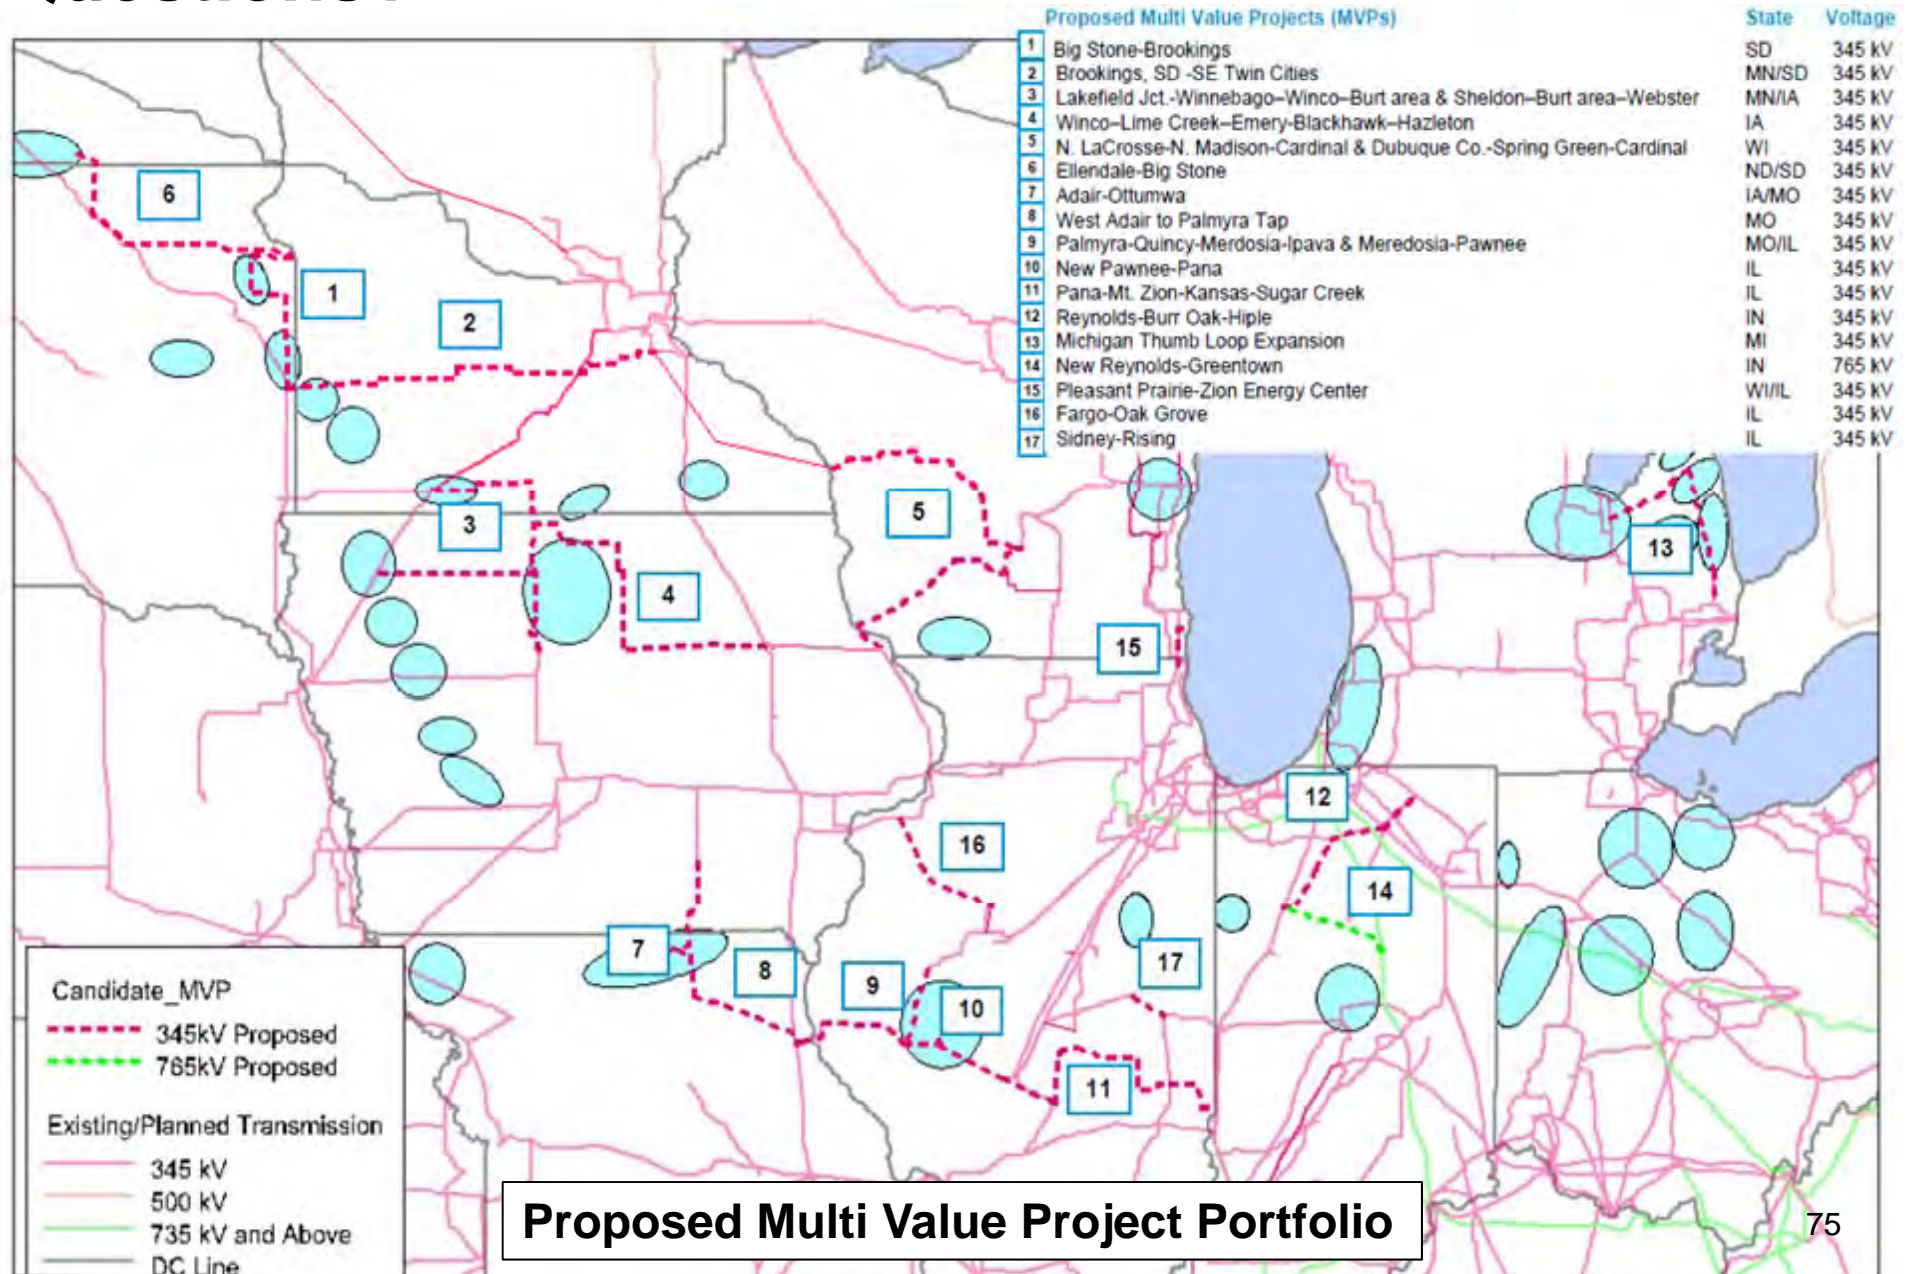 Proposed Multi Value Projects (MVPs) State Voltage
1 Big Stone-Brookings SD 345 kV
2 Brookings, SD -SE Twin Cities MN/SD 345 kV
3 Lakefield Jct.-Winnebago–Winco–Burt area & Sheldon–Burt area–Webster MN/IA 345 kV
4 Winco–Lime Creek–Emery-Blackhawk–Hazleton IA 345 kV
5 N. LaCrosse-N. Madison-Cardinal & Dubuque Co.-Spring Green-Cardinal WI 345 kV
6 Ellendale-Big Stone ND/SD 345 kV
7 Adair-Ottumwa IA/MO 345 kV
8 West Adair to Palmyra Tap MO 345 kV
9 Palmyra-Quincy-Merdosia-Ipava & Meredosia-Pawnee MO/IL 345 kV
10 New Pawnee-Pana IL 345 kV
11 Pana-Mt. Zion-Kansas-Sugar Creek IL 345 kV
12 Reynolds-Burr Oak-Hiple IN 345 kV
13 Michigan Thumb Loop Expansion MI 345 kV
14 New Reynolds-Greentown IN 765 kV
15 Pleasant Prairie-Zion Energy Center WI/IL 345 kV
16 Fargo-Oak Grove IL 345 kV
17 Sidney-Rising IL 345 kV
6
1
2
3
5
13
4
15
12
16
14
7
8
9
17
10
11
Candidate_MVP
345kV Proposed
765kV Proposed
Existing/Planned Transmission
345 kV
500 kV
735 kV and Above
DC Line
Proposed Multi Value Project Portfolio
75